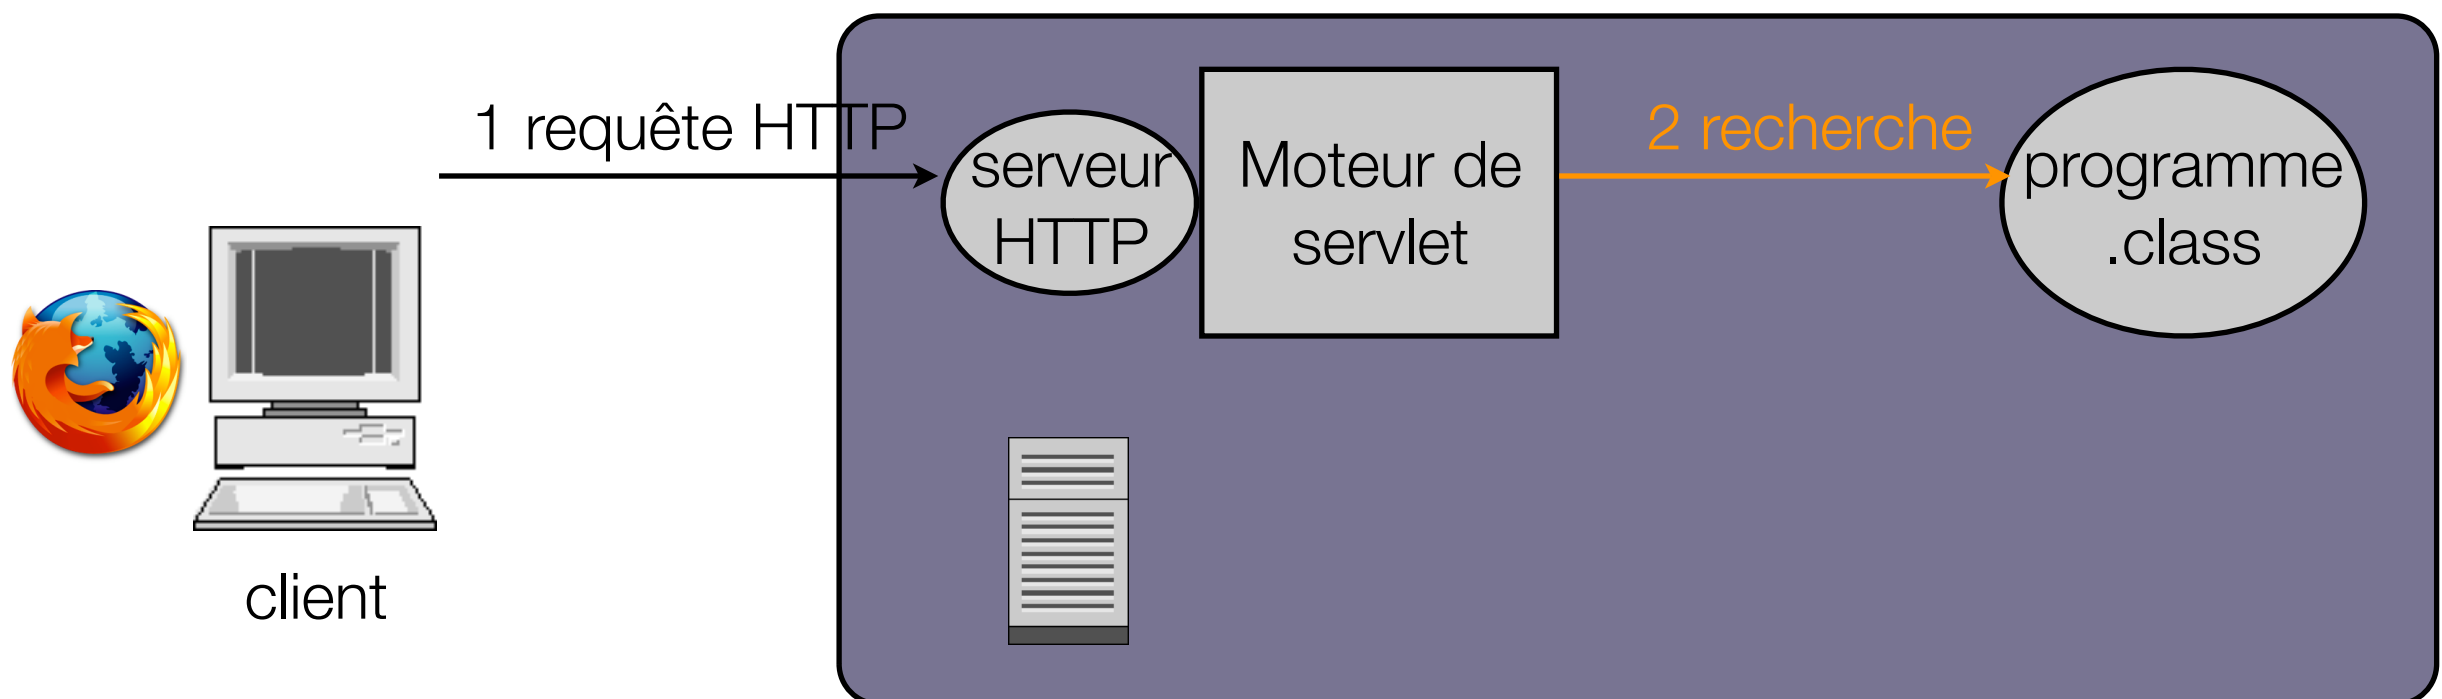 1 requête HTTP
serveur
HTTP
Moteur de
servlet
2 recherche
programme
.class
client